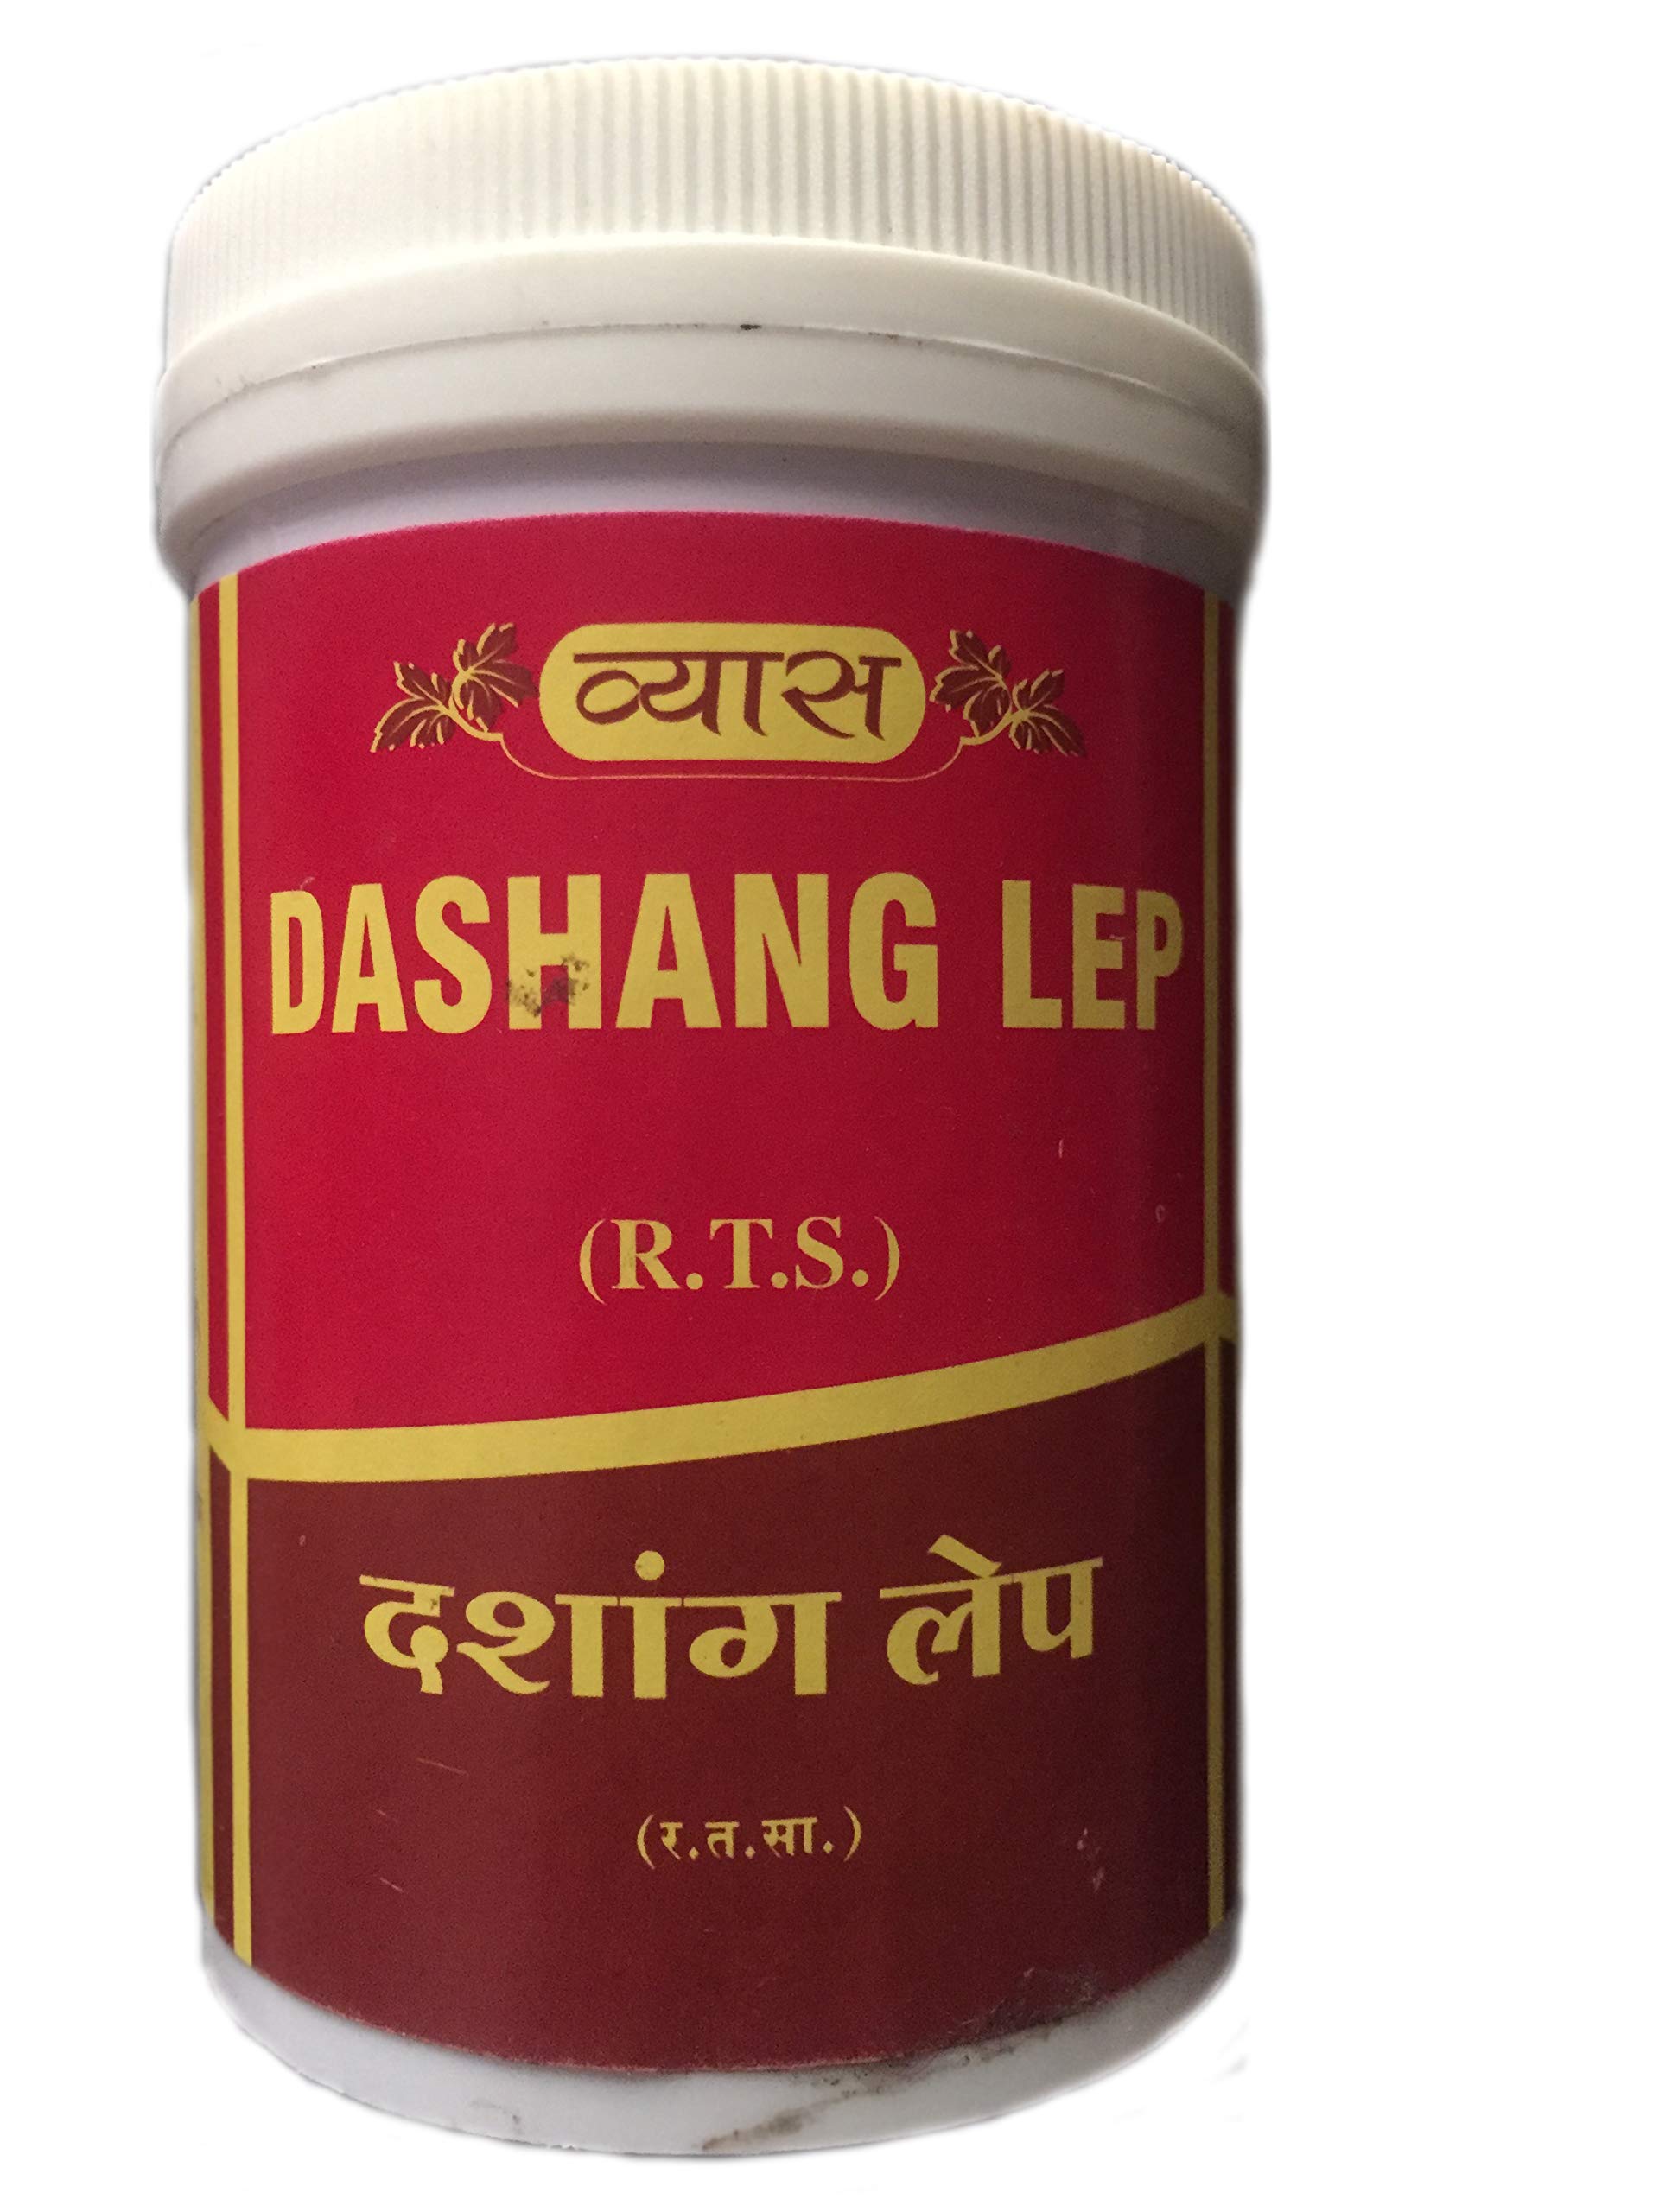 व्यास
DASHANG LEP
(R.T.S.)
दशांग लेप
(र.त.सा.)